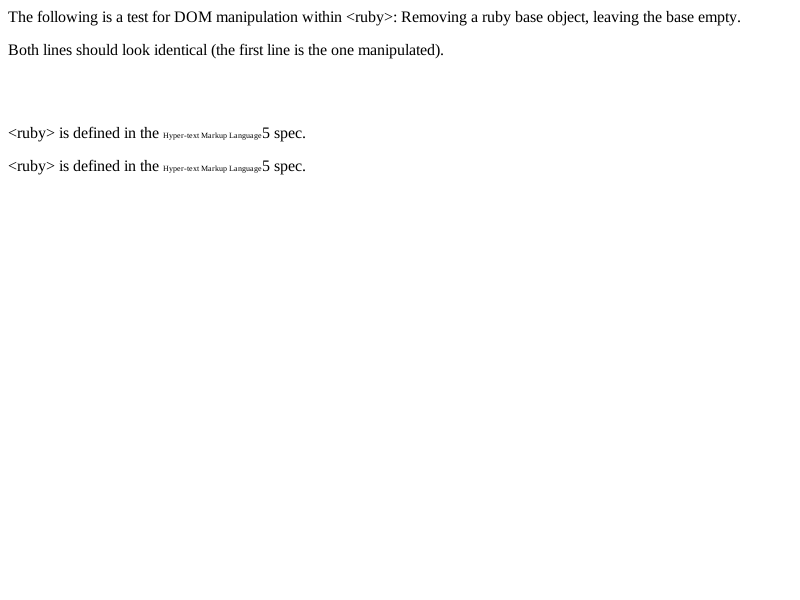 The following is a test for DOM manipulation within <ruby>: Removing a ruby base object, leaving the base empty.
Both lines should look identical (the first line is the one manipulated).
<ruby> is defined in the Hyper-text Markup Language5 spec.
<ruby> is defined in the Hyper-text Markup Language5 spec.